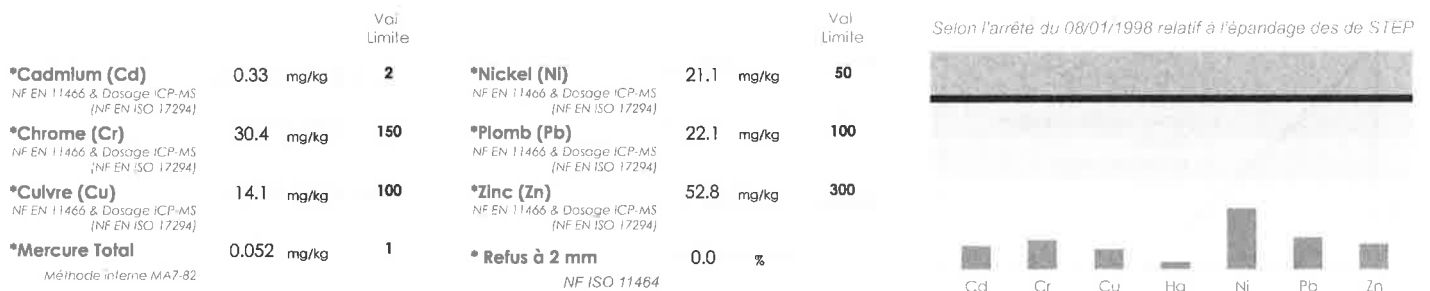 Val
Limite
*Cadmium (Cd) 0.33 mg/kg 2
NF EN 11466 & Dosage ICP-MS
(NF EN ISO 17294)
*Chrome (Cr) 30.4 mg/kg 150
NF EN 11466 & Dosage ICP-MS
(NF EN ISO 17294)
*Cuivre (Cu) 14.1 mg/kg 100
NF EN 11466 & Dosage ICP-MS
(NF EN ISO 17294)
*Mercure Total 0.052 mg/kg 1
Méthode interne MA7-82
Val
Limite
*Nickel (Ni) 21.1 mg/kg 50
NF EN 11466 & Dosage ICP-MS
(NF EN ISO 17294)
*Plomb (Pb) 22.1 mg/kg 100
NF EN 11466 & Dosage ICP-MS
(NF EN ISO 17294)
*Zinc (Zn) 52.8 mg/kg 300
NF EN 11466 & Dosage ICP-MS
(NF EN ISO 17294)
* Refus à 2 mm 0.0 %
NF ISO 11464
Selon l'arrête du 08/01/1998 relatif à l'épandage des de STEP
Cd Cr Cu Hg Ni Pb Zn